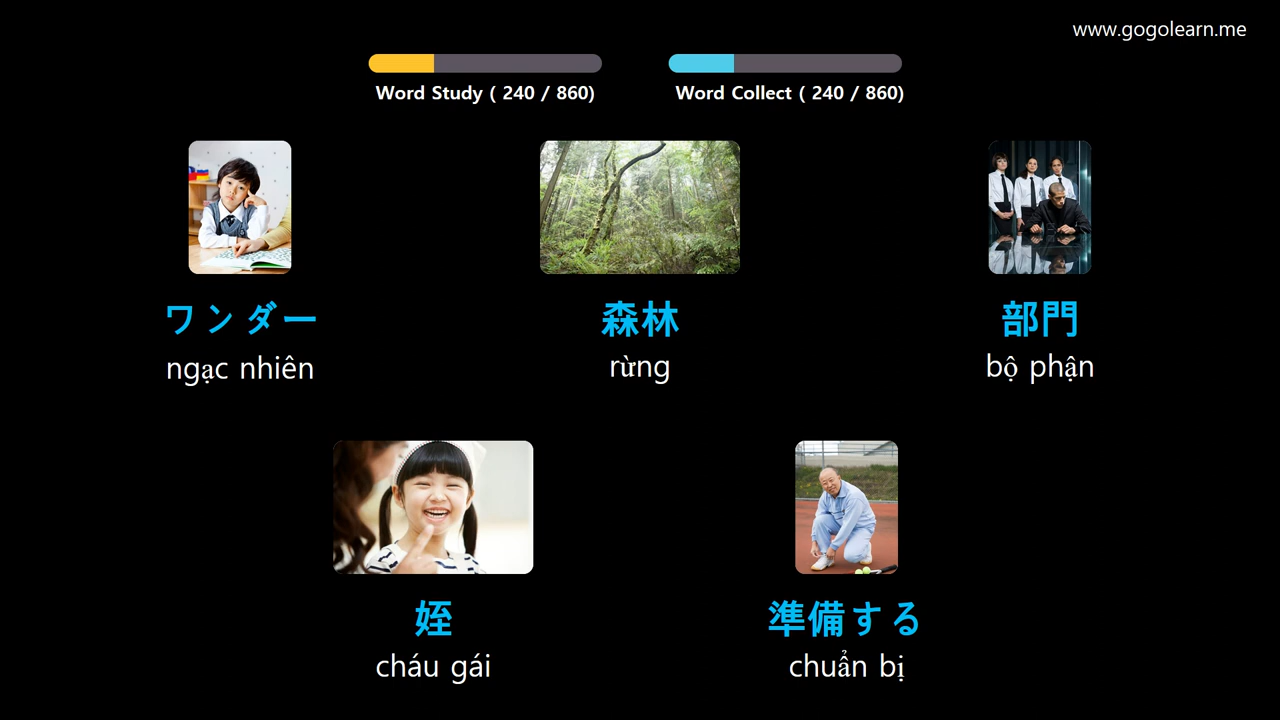 www.gogolearn.me
Word Study ( 240 / 860)
Word Collect ( 240 / 860)
ワンダー
ngạc nhiên
森林
rừng
部門
bộ phận
姪
cháu gái
準備する
chuẩn bị